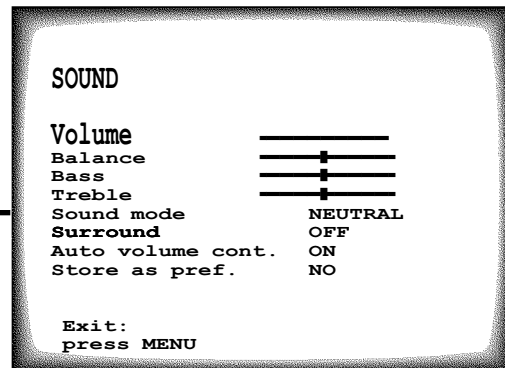 SOUND
Volume
Balance
Bass
Treble
Sound mode NEUTRAL
Surround OFF
Auto volume cont. ON
Store as pref. NO
Exit:
press MENU